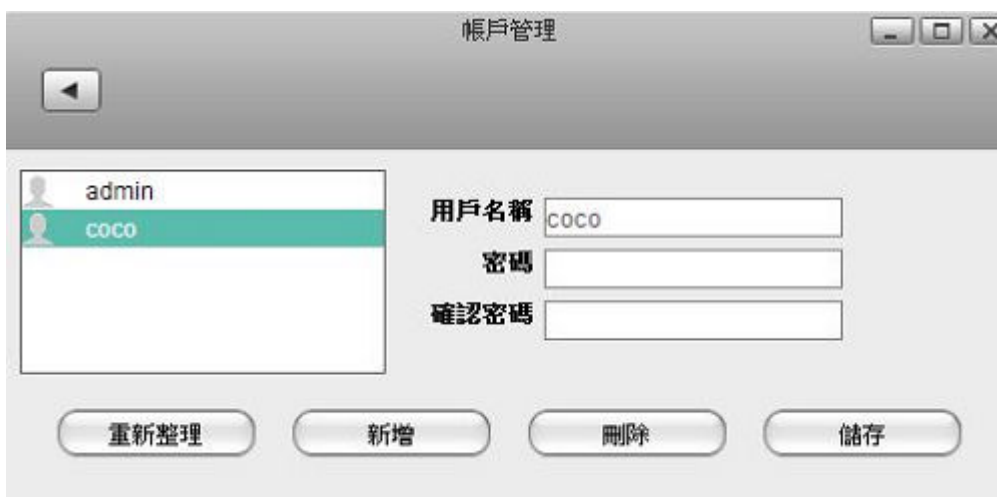 帳戶管理
admin
coco
用戶名稱 coco
密碼
確認密碼
重新整理 新增 刪除 儲存